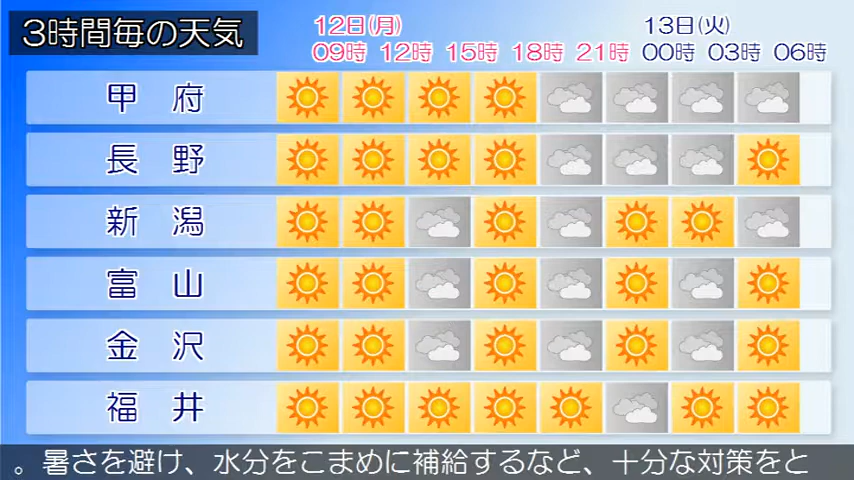 3時間毎の天気
12日(月) 13日(火)
09時 12時 15時 18時 21時 00時 03時 06時
甲 府
長 野
新 潟
富 山
金 沢
福 井
。暑さを避け、水分をこまめに補給するなど、十分な対策をと